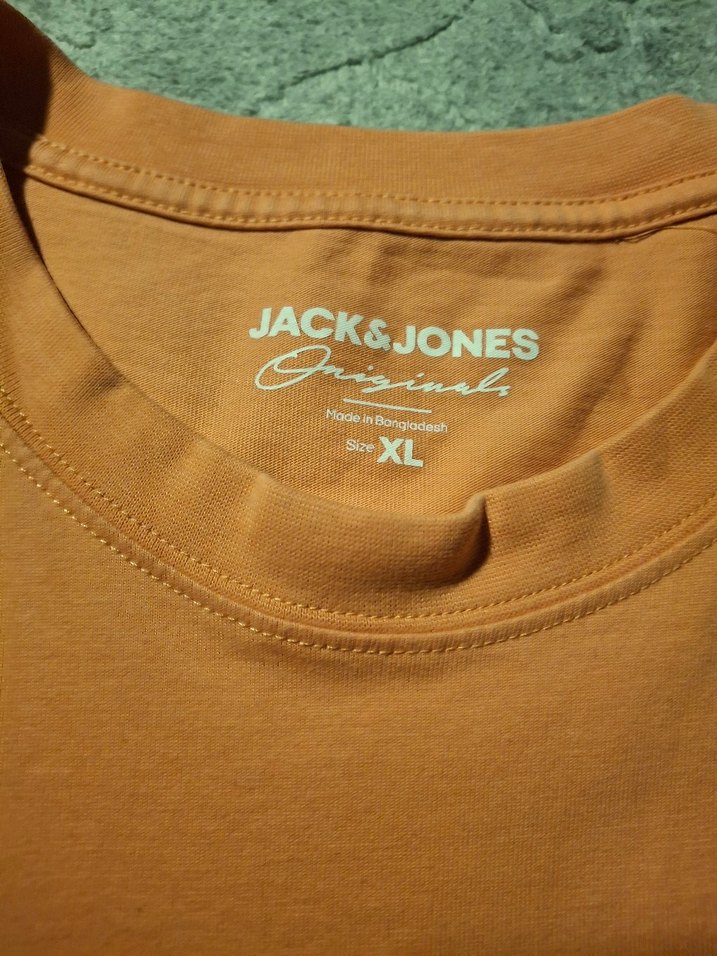 JACK&JONES
Originals
Made in Bangladesh
Size XL